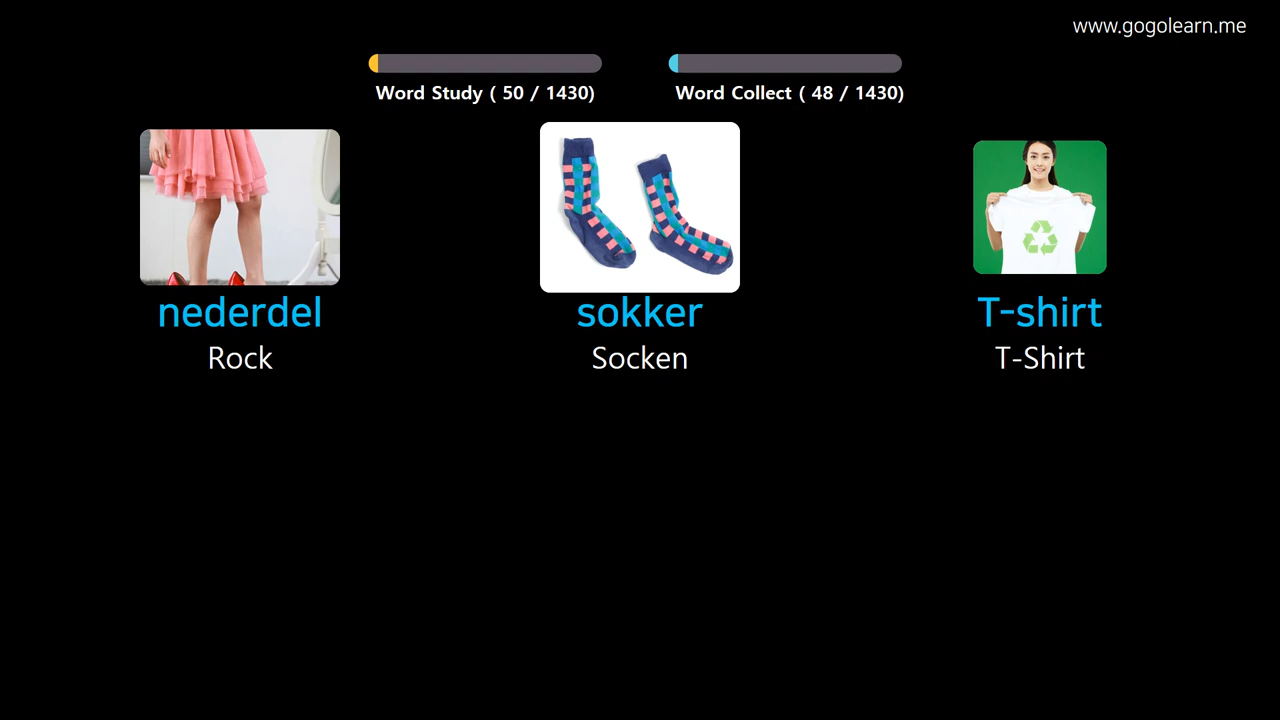 www.gogolearn.me
Word Study ( 50 / 1430)
Word Collect ( 48 / 1430)
nederdel
sokker
T-shirt
Rock
Socken
T-Shirt